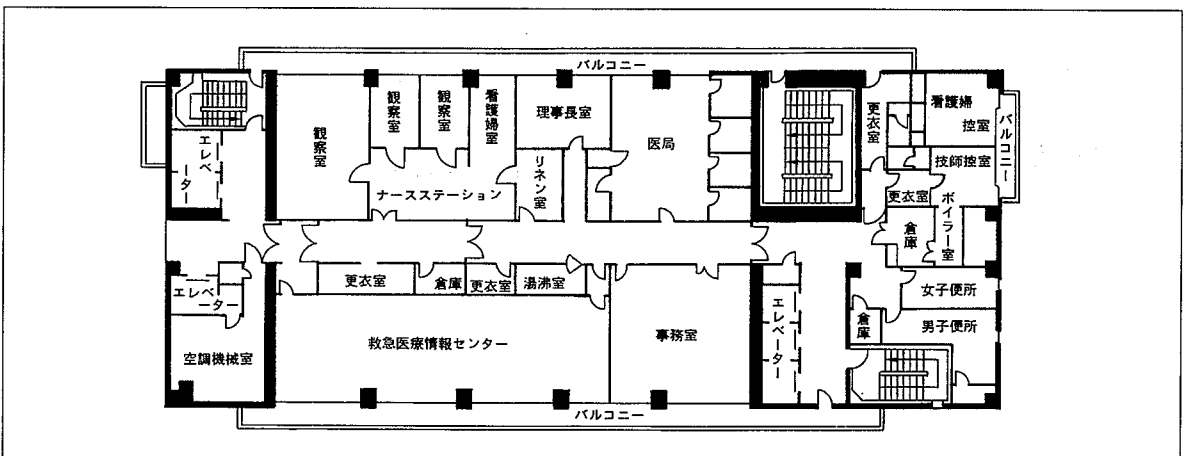 バルコニー
エレベーター
観察室
観察室
観察室
看護婦室
理事長室
医局
更衣室
看護婦控室
バルコニー
技師控室
ナースステーション
リネン室
更衣室
ボイラー室
倉庫
エレベーター
空調機械室
更衣室
倉庫
更衣室
湯沸室
救急医療情報センター
事務室
エレベーター
女子便所
倉庫
男子便所
バルコニー